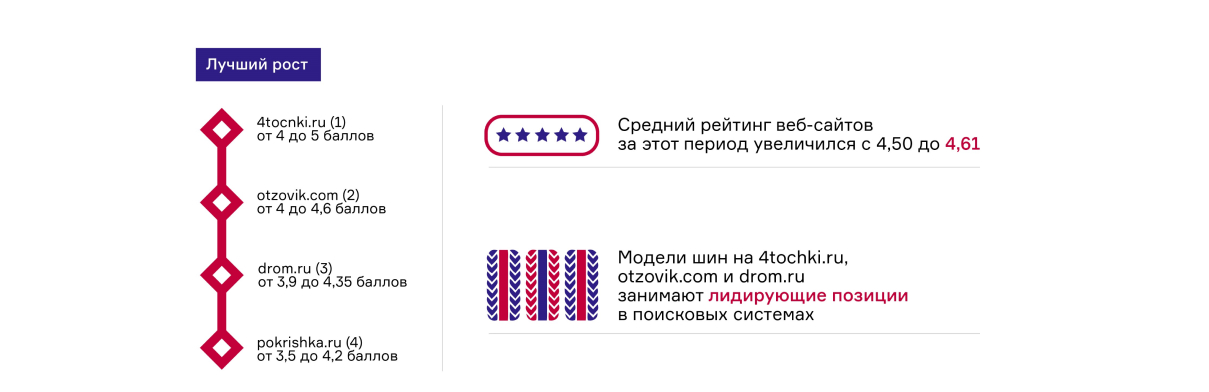 Лучший рост
4tocnki.ru (1)
от 4 до 5 баллов
otzovik.com (2)
от 4 до 4,6 баллов
drom.ru (3)
от 3,9 до 4,35 баллов
pokrishka.ru (4)
от 3,5 до 4,2 баллов
Средний рейтинг веб-сайтов
за этот период увеличился с 4,50 до 4,61
Модели шин на 4tochki.ru,
otzovik.com и drom.ru
занимают лидирующие позиции
в поисковых системах